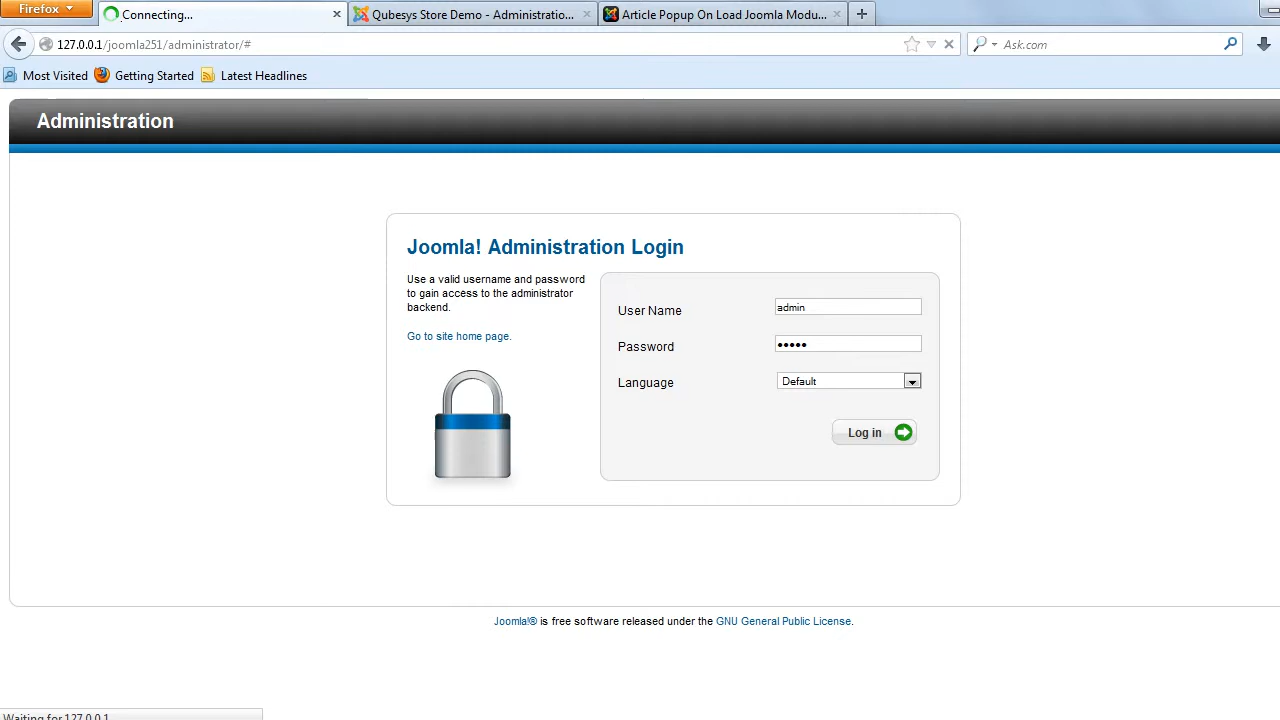 Firefox
Connecting...
Qubesys Store Demo - Administratio...
Article Popup On Load Joomla Modu...
127.0.0.1/joomla251/administrator/#
Ask.com
Most Visited
Getting Started
Latest Headlines
Administration
Joomla! Administration Login
Use a valid username and password
to gain access to the administrator
backend.
Go to site home page.
User Name
admin
Password
•••••
Language
Default
Log in
Joomla!® is free software released under the GNU General Public License.
Waiting for 127.0.0.1